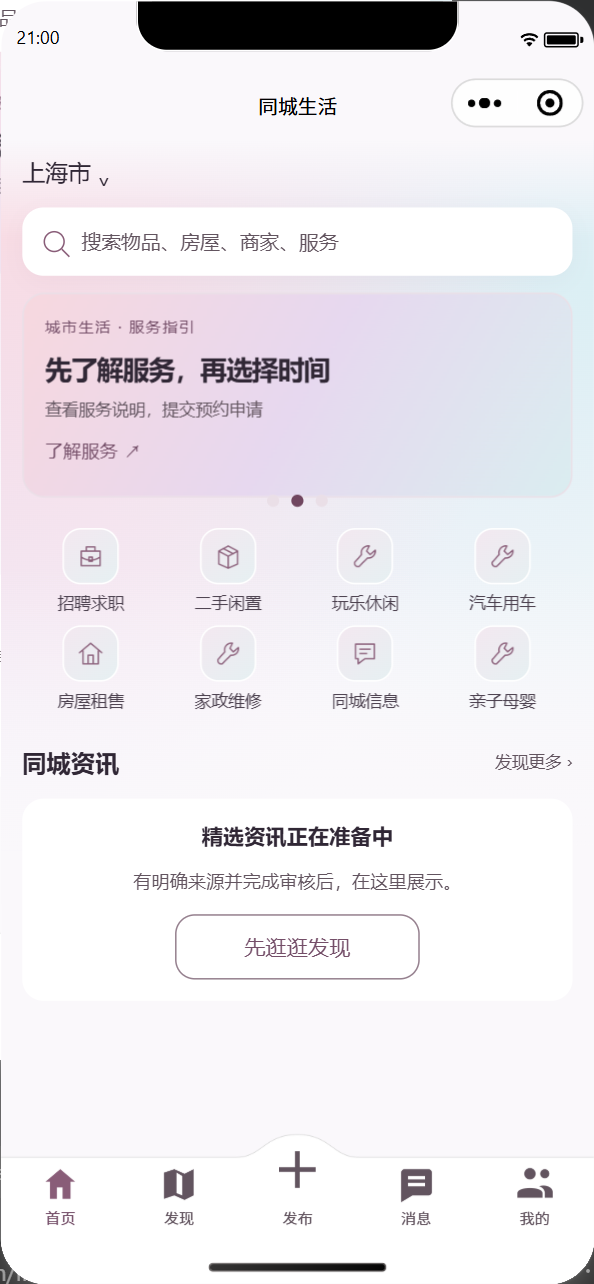 21:00
同城生活
上海市
搜索物品、房屋、商家、服务
城市生活 · 服务指引
先了解服务，再选择时间
查看服务说明，提交预约申请
了解服务 ↗
招聘求职 二手闲置 玩乐休闲 汽车用车
房屋租售 家政维修 同城信息 亲子母婴
同城资讯 发现更多 ›
精选资讯正在准备中
有明确来源并完成审核后，在这里展示。
先逛逛发现
首页 发现 发布 消息 我的